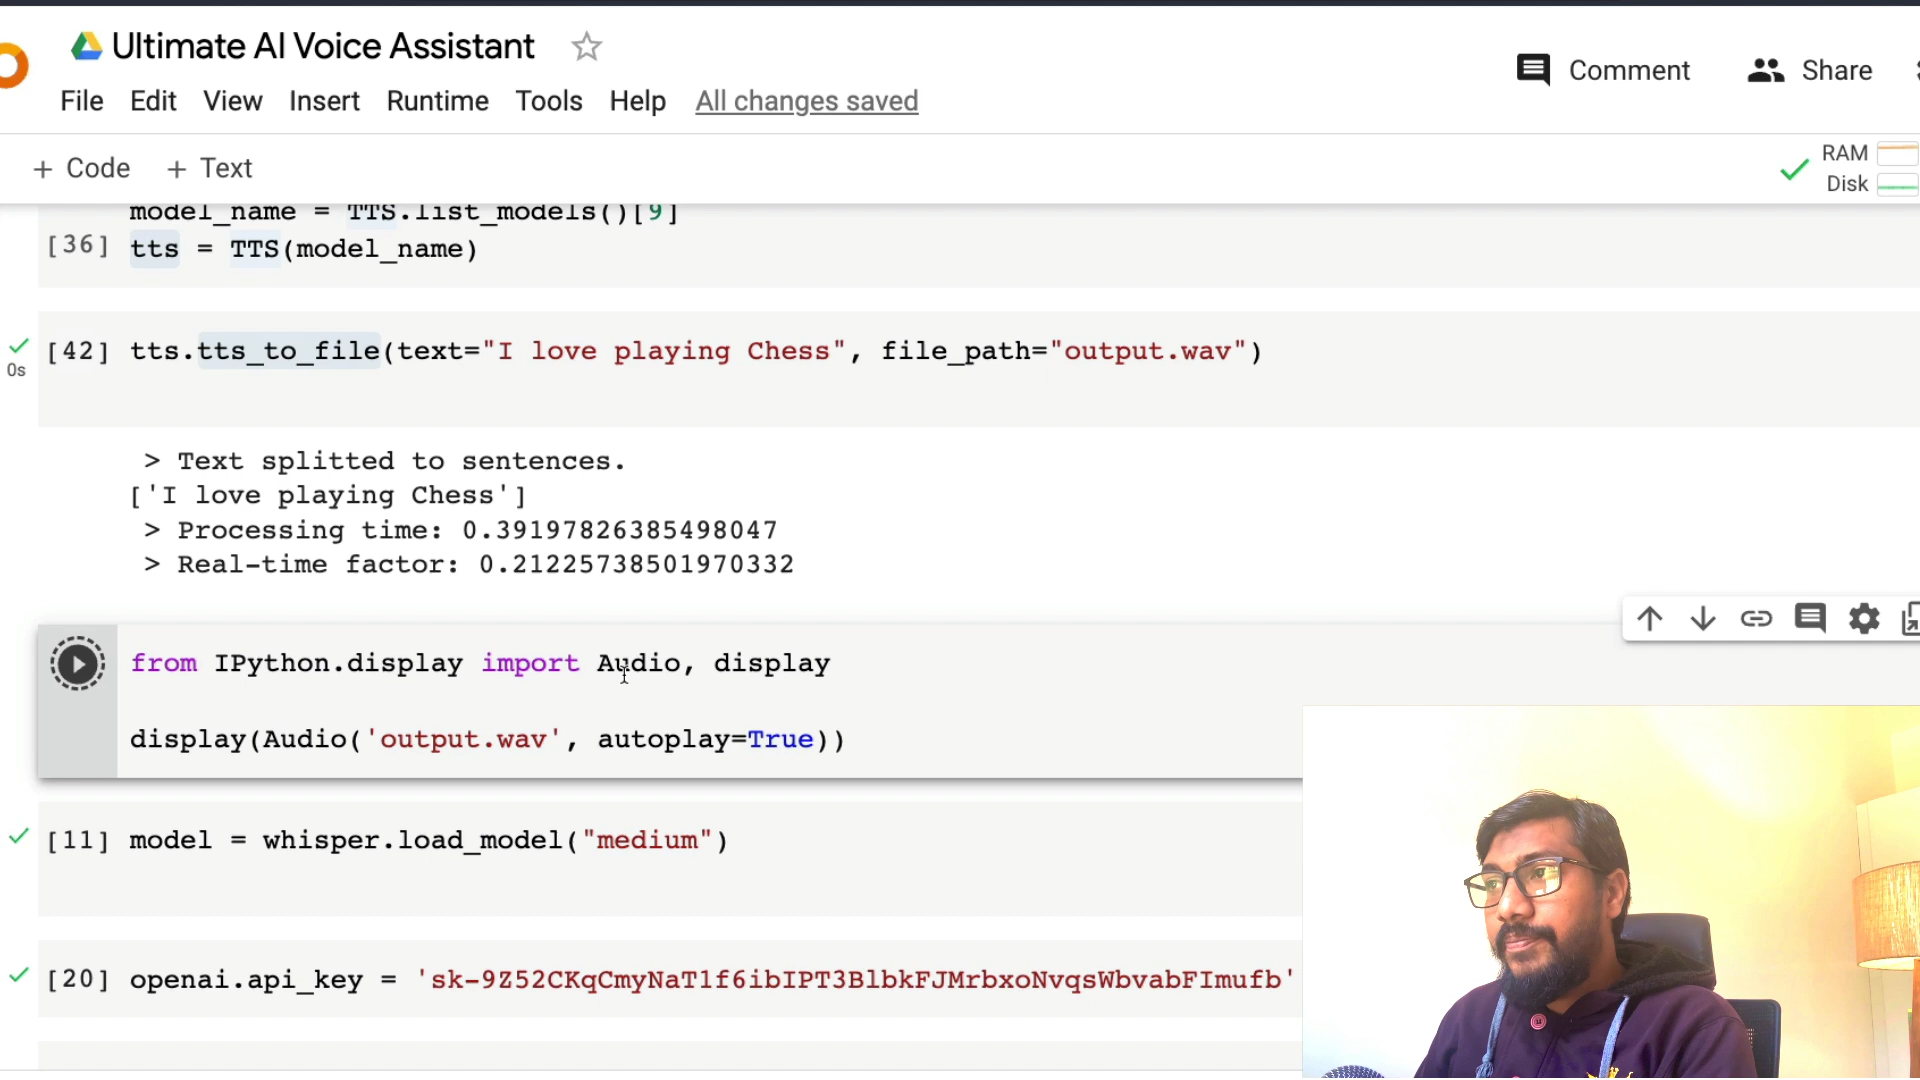 Ultimate AI Voice Assistant
File Edit View Insert Runtime Tools Help All changes saved
Comment Share
+ Code + Text
RAM
Disk
model_name = TTS.list_models()[9]
[36] tts = TTS(model_name)
[42] tts.tts_to_file(text="I love playing Chess", file_path="output.wav")
0s
> Text splitted to sentences.
['I love playing Chess']
> Processing time: 0.39197826385498047
> Real-time factor: 0.21225738501970332
from IPython.display import Audio, display
display(Audio('output.wav', autoplay=True))
[11] model = whisper.load_model("medium")
[20] openai.api_key = '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'